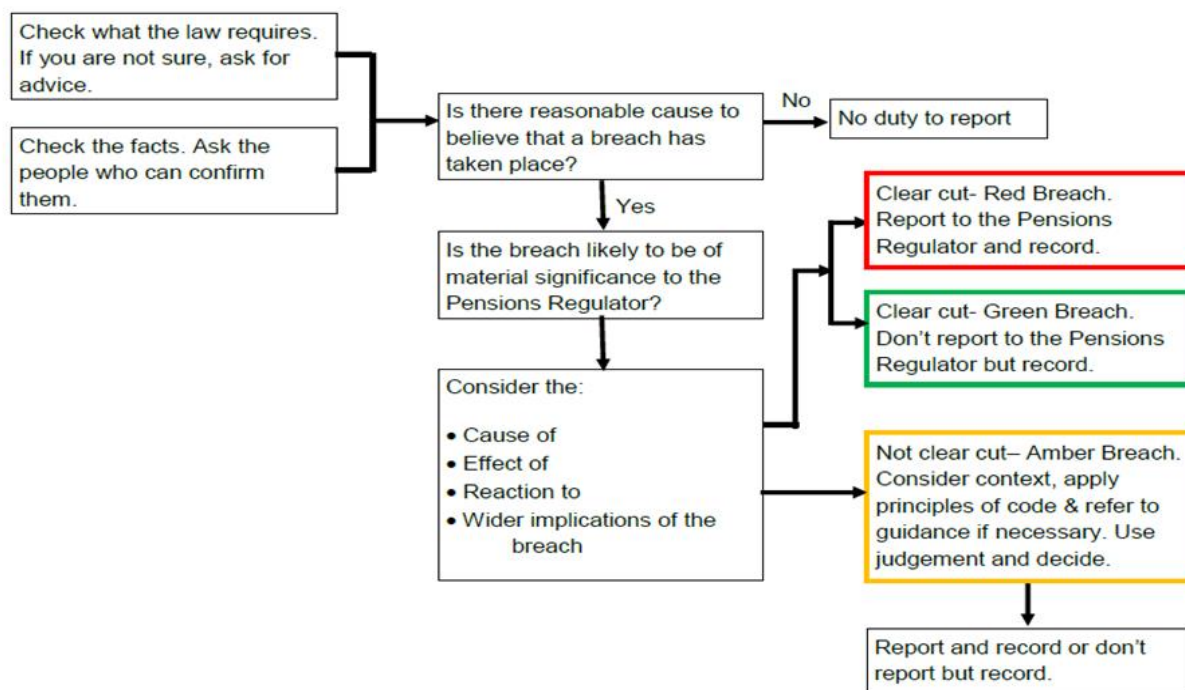 Check what the law requires.
If you are not sure, ask for
advice.
Check the facts. Ask the
people who can confirm
them.
Is there reasonable cause to
believe that a breach has
taken place?
No
No duty to report
Yes
Is the breach likely to be of
material significance to the
Pensions Regulator?
Consider the:
• Cause of
• Effect of
• Reaction to
• Wider implications of the
breach
Clear cut- Red Breach.
Report to the Pensions
Regulator and record.
Clear cut- Green Breach.
Don’t report to the Pensions
Regulator but record.
Not clear cut– Amber Breach.
Consider context, apply
principles of code & refer to
guidance if necessary. Use
judgement and decide.
Report and record or don’t
report but record.